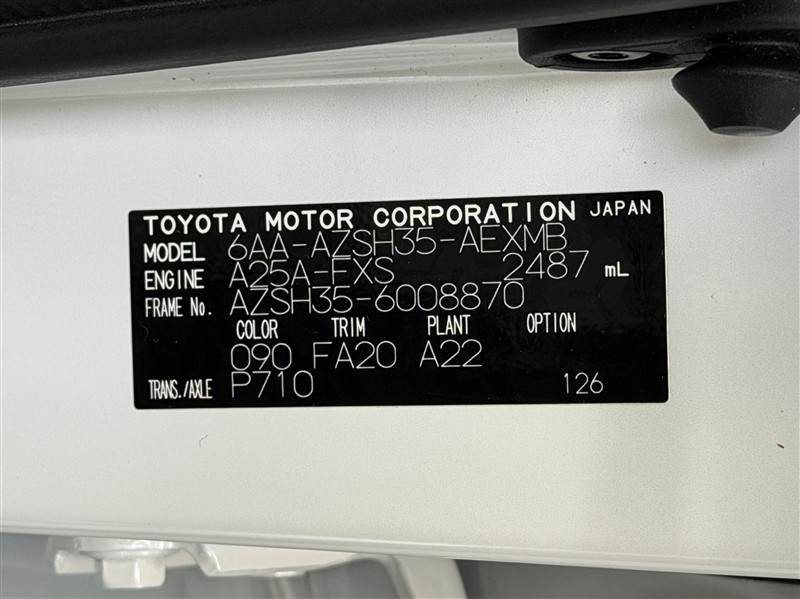 TOYOTA MOTOR CORPORATION JAPAN
MODEL 6AA-AZSH35-AEXMB
ENGINE A25A-FXS 2487 mL
FRAME No. AZSH35-6008870
COLOR TRIM PLANT OPTION
090 FA20 A22
TRANS./AXLE P710 126